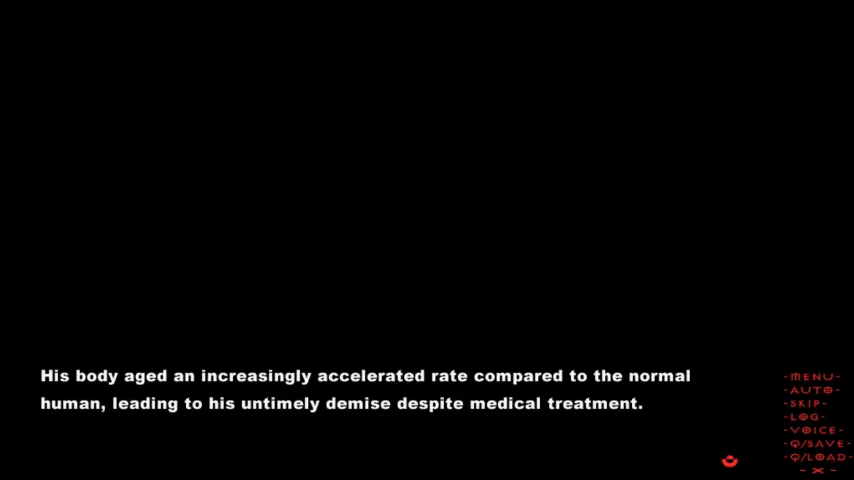 His body aged an increasingly accelerated rate compared to the normal
human, leading to his untimely demise despite medical treatment.
-MENU-
-AUTO-
-SKIP-
-LOG-
-VOICE-
-Q/SAVE-
-Q/LOAD-
-X-